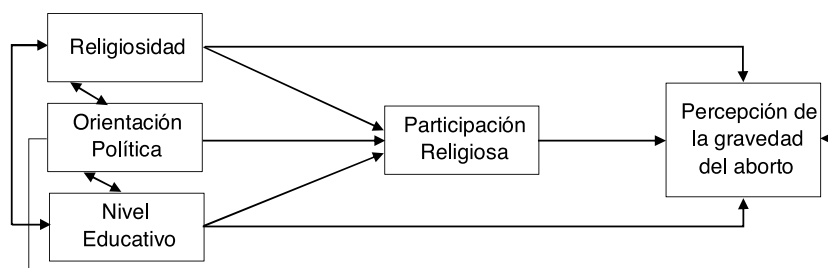 Religiosidad
Orientación
Política
Nivel
Educativo
Participación
Religiosa
Percepción de
la gravedad
del aborto